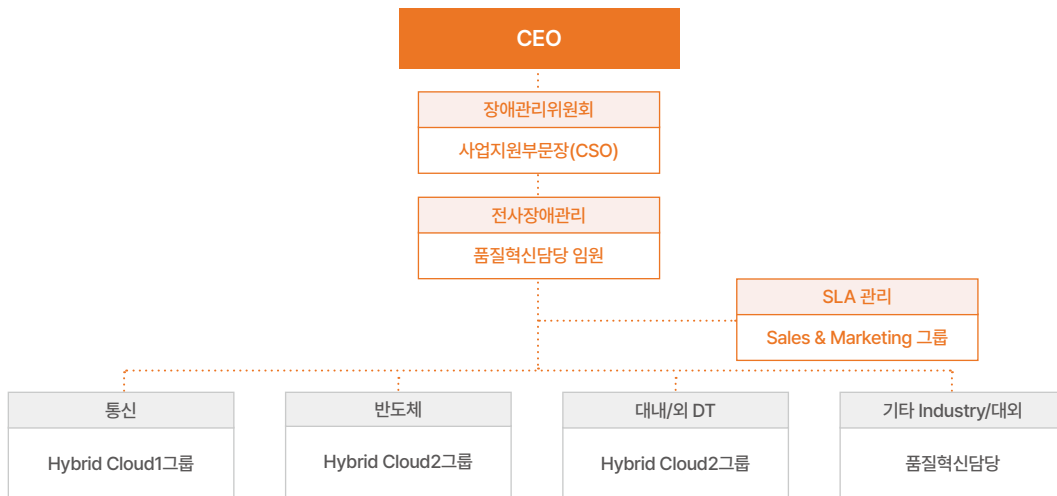 CEO
장애관리위원회
사업지원부문장(CSO)
전사장애관리
품질혁신담당 임원
SLA 관리
Sales & Marketing 그룹
통신
Hybrid Cloud1그룹
반도체
Hybrid Cloud2그룹
대내/외 DT
Hybrid Cloud2그룹
기타 Industry/대외
품질혁신담당